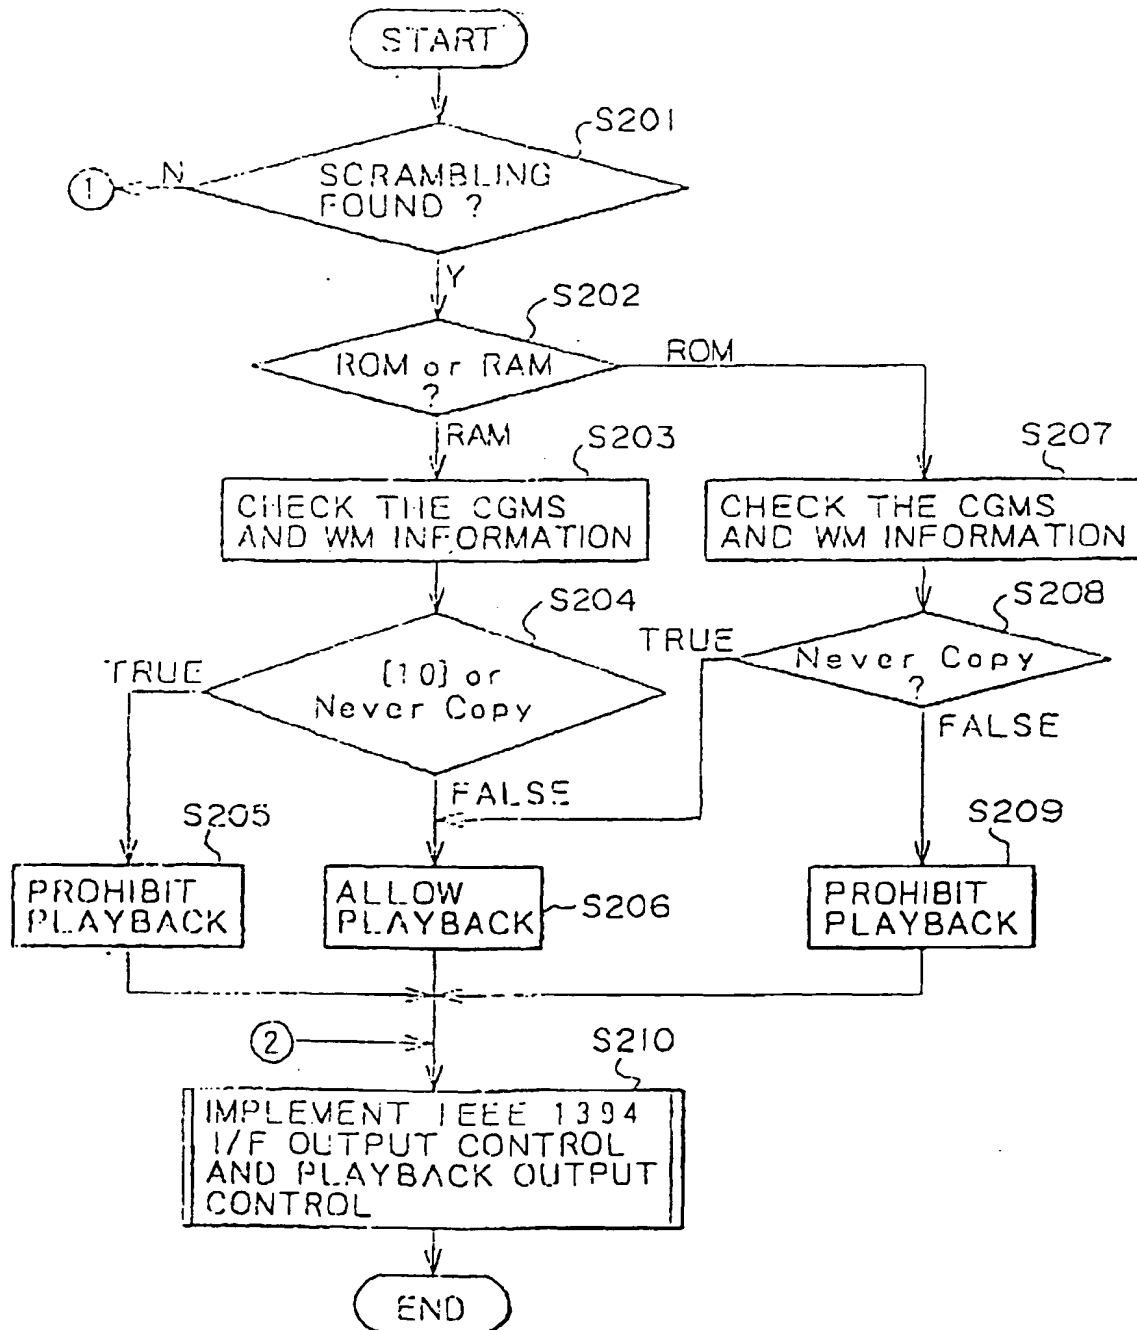 START
S201
SCRAMBLING
FOUND ?
N
1
Y
S202
ROM or RAM
?
ROM
RAM
S203
CHECK THE CGMS
AND WM INFORMATION
S207
CHECK THE CGMS
AND WM INFORMATION
S204
[10] or
Never Copy
TRUE
FALSE
S208
Never Copy
?
TRUE
FALSE
S205
PROHIBIT
PLAYBACK
ALLOW
PLAYBACK
S206
S209
PROHIBIT
PLAYBACK
2
S210
IMPLEMENT IEEE 1394
I/F OUTPUT CONTROL
AND PLAYBACK OUTPUT
CONTROL
END